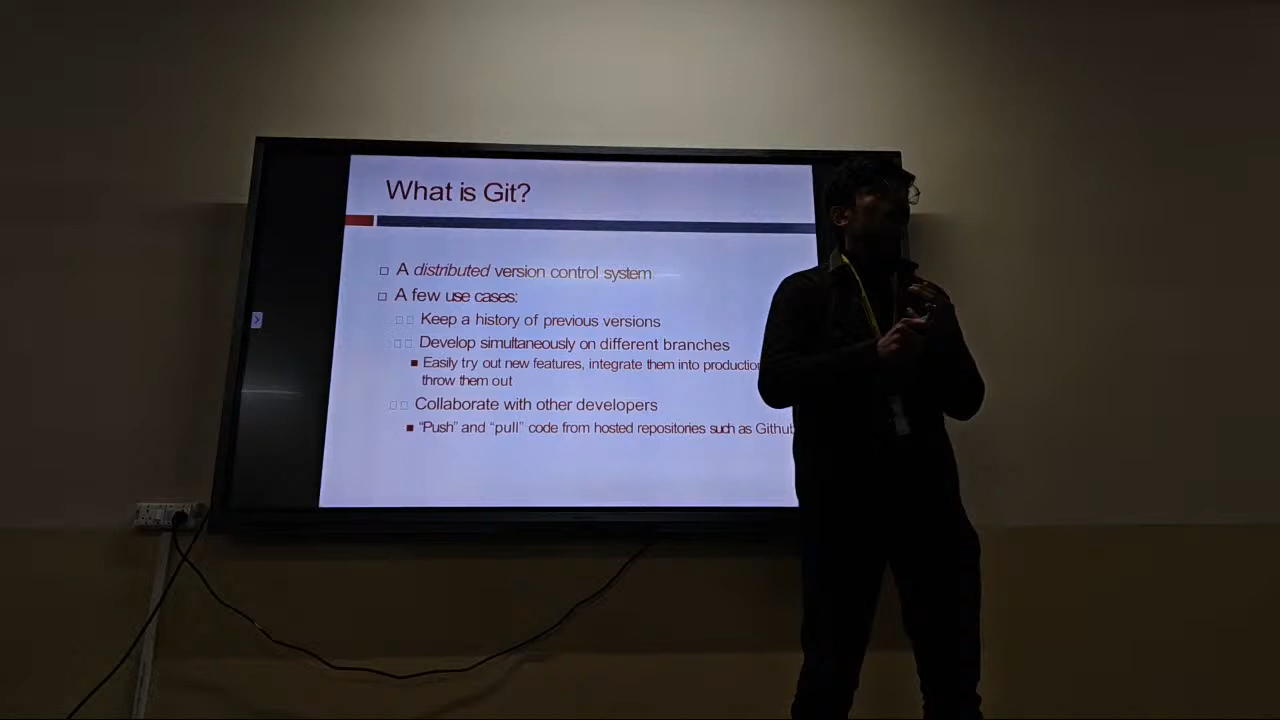 What is Git?
A distributed version control system
A few use cases:
Keep a history of previous versions
Develop simultaneously on different branches
Easily try out new features, integrate them into production
throw them out
Collaborate with other developers
"Push" and "pull" code from hosted repositories such as Github